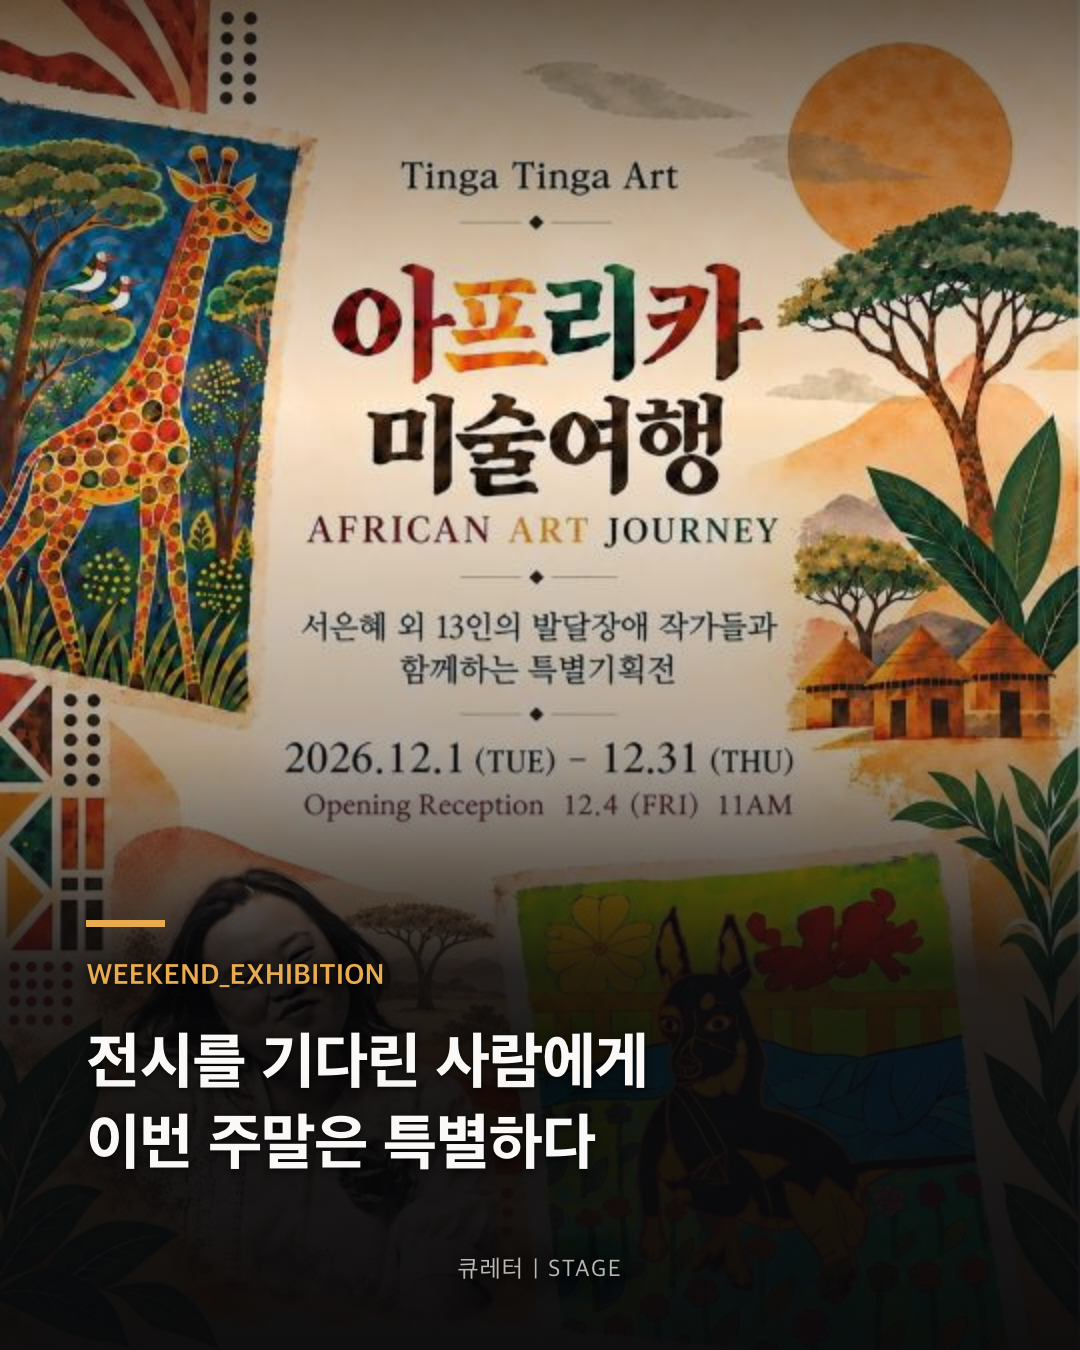 Tinga Tinga Art
아프리카
미술여행
AFRICAN ART JOURNEY
서은혜 외 13인의 발달장애 작가들과
함께하는 특별기획전
2026.12.1 (TUE) – 12.31 (THU)
Opening Reception 12.4 (FRI) 11AM
WEEKEND_EXHIBITION
전시를 기다린 사람에게
이번 주말은 특별하다
큐레터 | STAGE